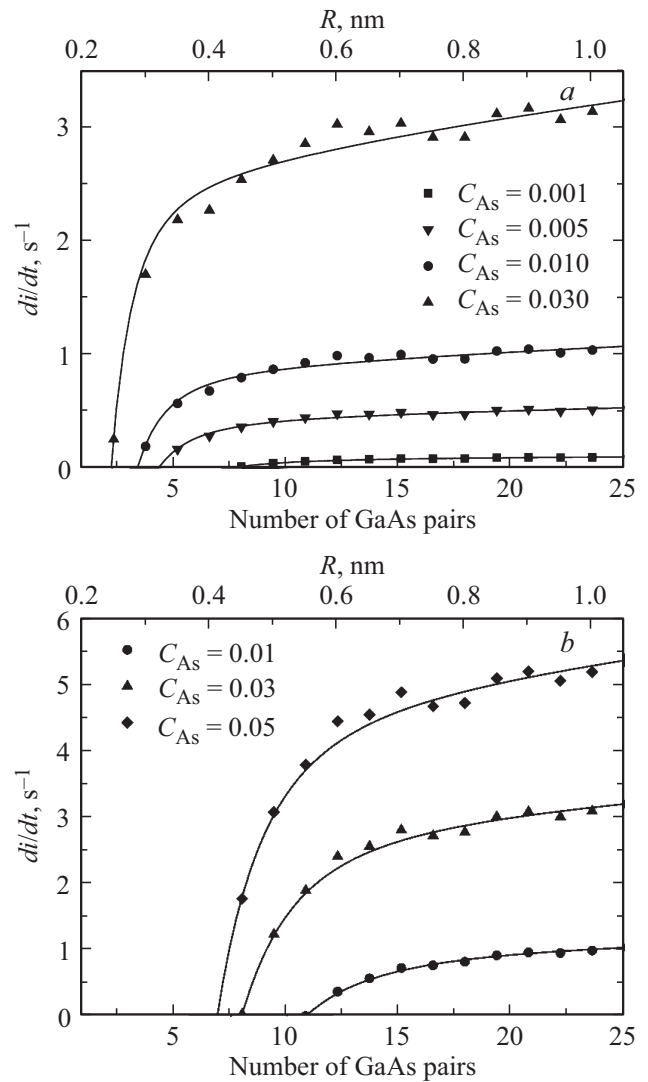 R, nm
0.2 0.4 0.6 0.8 1.0
a
3
2
1
0
di/dt, s⁻¹
C_As = 0.001
C_As = 0.005
C_As = 0.010
C_As = 0.030
5 10 15 20 25
Number of GaAs pairs
R, nm
0.2 0.4 0.6 0.8 1.0
b
6
5
4
3
2
1
0
di/dt, s⁻¹
C_As = 0.01
C_As = 0.03
C_As = 0.05
5 10 15 20 25
Number of GaAs pairs